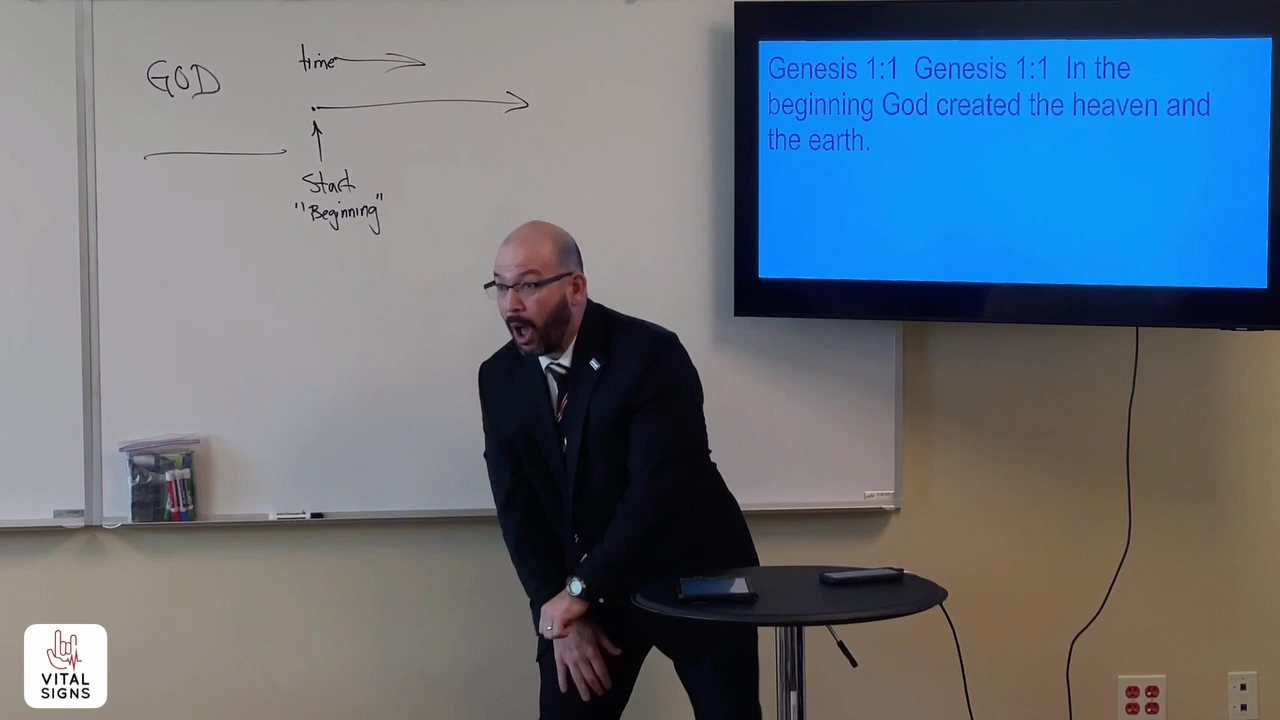 GOD
time
Start
"Beginning"
Genesis 1:1 Genesis 1:1 In the
beginning God created the heaven and
the earth.
VITAL
SIGNS